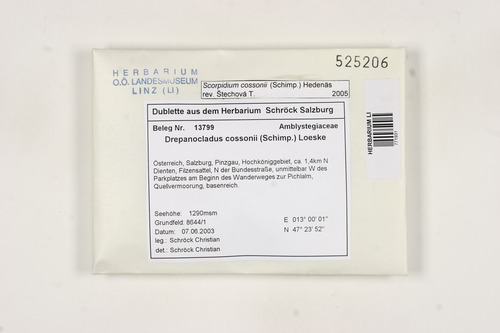 525206
HERBARIUM
O.Ö. LANDESMUSEUM
LINZ (LI)
Scorpidium cossonii (Schimp.) Hedenäs
rev. Štechová T. 2005
HERBARIUM LI
Dublette aus dem Herbarium Schröck Salzburg
Beleg Nr. 13799 Amblystegiaceae
Drepanocladus cossonii (Schimp.) Loeske
Österreich, Salzburg, Pinzgau, Hochköniggebiet, ca. 1,4km N
Dienten, Filzensattel, N der Bundesstraße, unmittelbar W des
Parkplatzes am Beginn des Wanderweges zur Pichlalm,
Quellvermoorung, basenreich.
Seehöhe: 1290msm E 013° 00' 01"
Grundfeld: 8644/1
Datum: 07.06.2003 N 47° 23' 52"
leg.: Schröck Christian
det.: Schröck Christian